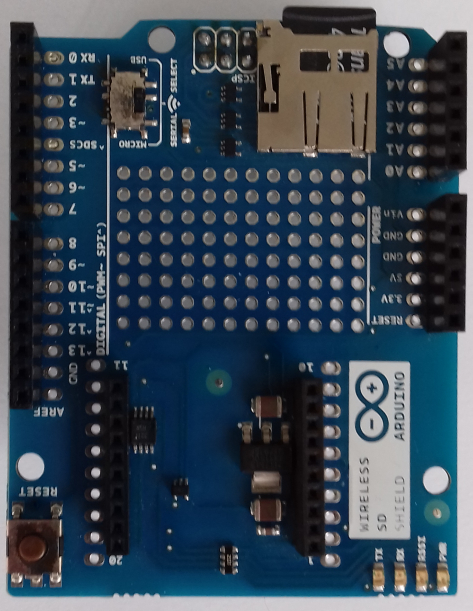 RX 0
TX 1
2
~ 3
^ SDCS
~ 5
~ 6
7
8
~ 9
^ ~ 10
^ ~ 11
^ 12
^ 13
GND
AREF
DIGITAL (PWM~ SPI^)
USB
MICRO
SERIAL SELECT
ICSP
A5
A4
A3
A2
A1
A0
POWER
Vin
GND
GND
5V
3.3V
RESET
11
10
20
1
RESET
WIRELESS
SD
SHIELD ARDUINO
TX
RX
RSSI
PWR